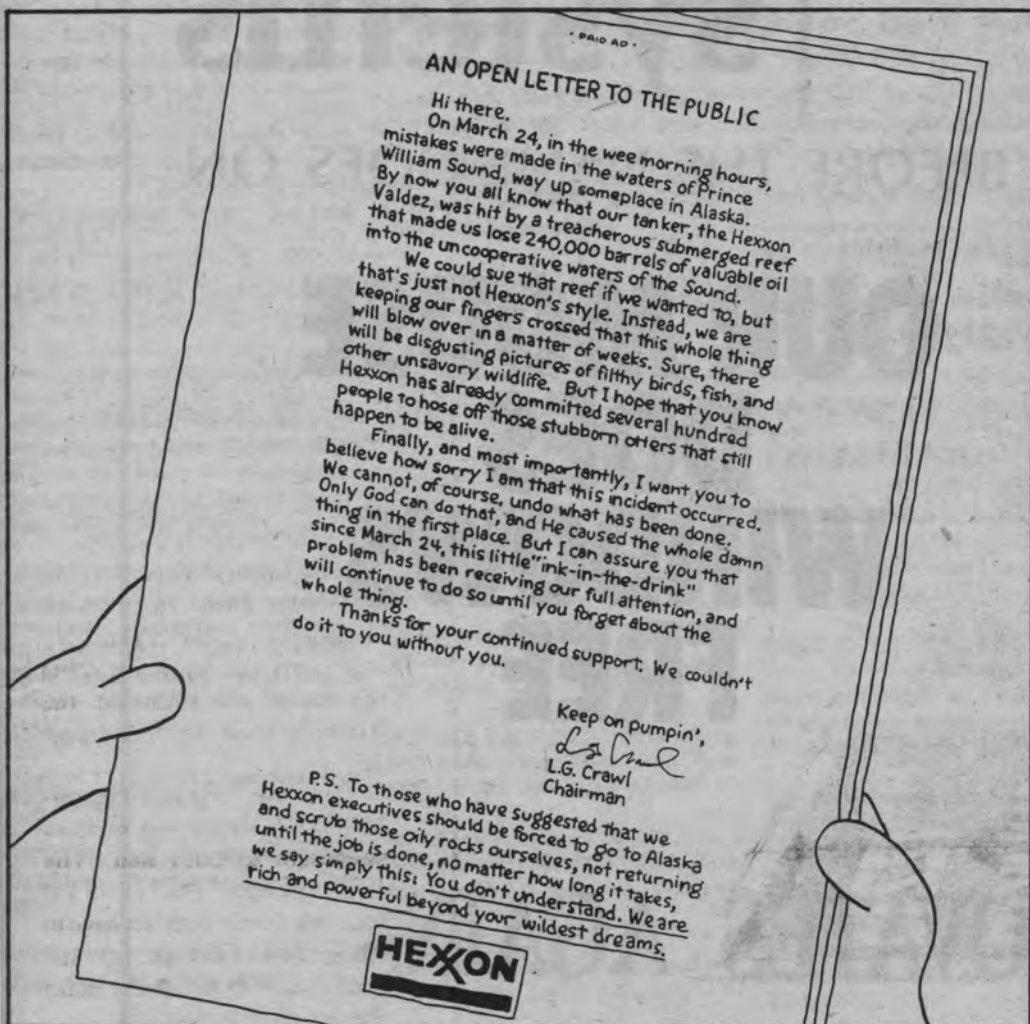 • PAID AD •
AN OPEN LETTER TO THE PUBLIC
Hi there.
On March 24, in the wee morning hours,
mistakes were made in the waters of Prince
William Sound, way up someplace in Alaska.
By now you all know that our tanker, the Hexxon
Valdez, was hit by a treacherous submerged reef
that made us lose 240,000 barrels of valuable oil
into the uncooperative waters of the Sound.
We could sue that reef if we wanted to, but
that's just not Hexxon's style. Instead, we are
keeping our fingers crossed that this whole thing
will blow over in a matter of weeks. Sure, there
will be disgusting pictures of filthy birds, fish, and
other unsavory wildlife. But I hope that you know
Hexxon has already committed several hundred
people to hose off those stubborn otters that still
happen to be alive.
Finally, and most importantly, I want you to
believe how sorry I am that this incident occurred.
We cannot, of course, undo what has been done.
Only God can do that, and He caused the whole damn
thing in the first place. But I can assure you that
since March 24, this little "ink-in-the-drink"
problem has been receiving our full attention, and
will continue to do so until you forget about the
whole thing.
Thanks for your continued support. We couldn't
do it to you without you.
Keep on pumpin',
L.G. Crawl
L.G. Crawl
Chairman
P.S. To those who have suggested that we
Hexxon executives should be forced to go to Alaska
and scrub those oily rocks ourselves, not returning
until the job is done, no matter how long it takes,
we say simply this: You don't understand. We are
rich and powerful beyond your wildest dreams.
HEXXON